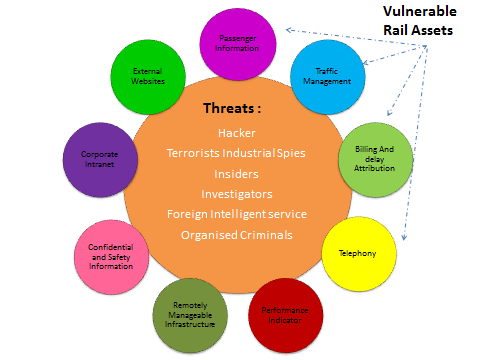 Vulnerable
Rail Assets
Passenger
Information
Traffic
Management
Billing And
delay
Attribution
Telephony
Performance
Indicator
Remotely
Manageable
Infrastructure
Confidential
and Safety
Information
Corporate
Intranet
External
Websites
Threats :
Hacker
Terrorists Industrial Spies
Insiders
Investigators
Foreign Intelligent service
Organised Criminals